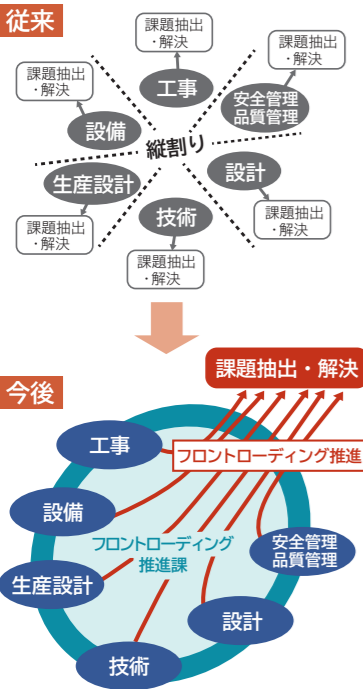 従来
課題抽出
・解決
課題抽出
・解決
課題抽出
・解決
工事
安全管理
品質管理
設備
縦割り
生産設計
設計
技術
課題抽出
・解決
課題抽出
・解決
課題抽出
・解決
今後
課題抽出・解決
工事
フロントローディング推進
設備
フロントローディング
推進課
安全管理
品質管理
生産設計
設計
技術